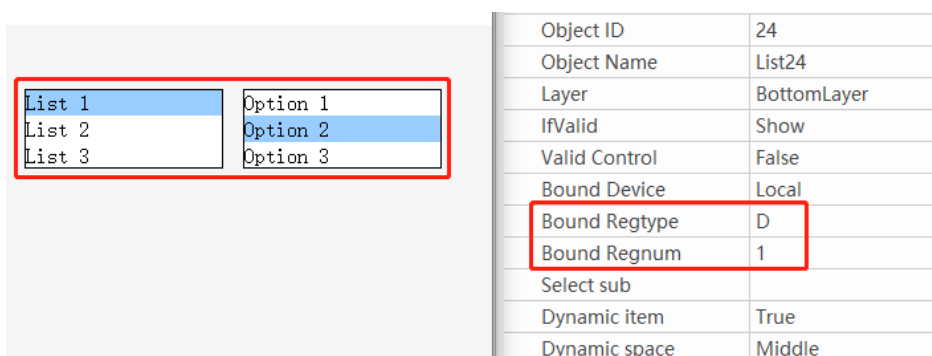 List 1
List 2
List 3
Option 1
Option 2
Option 3
Object ID 24
Object Name List24
Layer BottomLayer
IfValid Show
Valid Control False
Bound Device Local
Bound Regtype D
Bound Regnum 1
Select sub
Dynamic item True
Dynamic space Middle